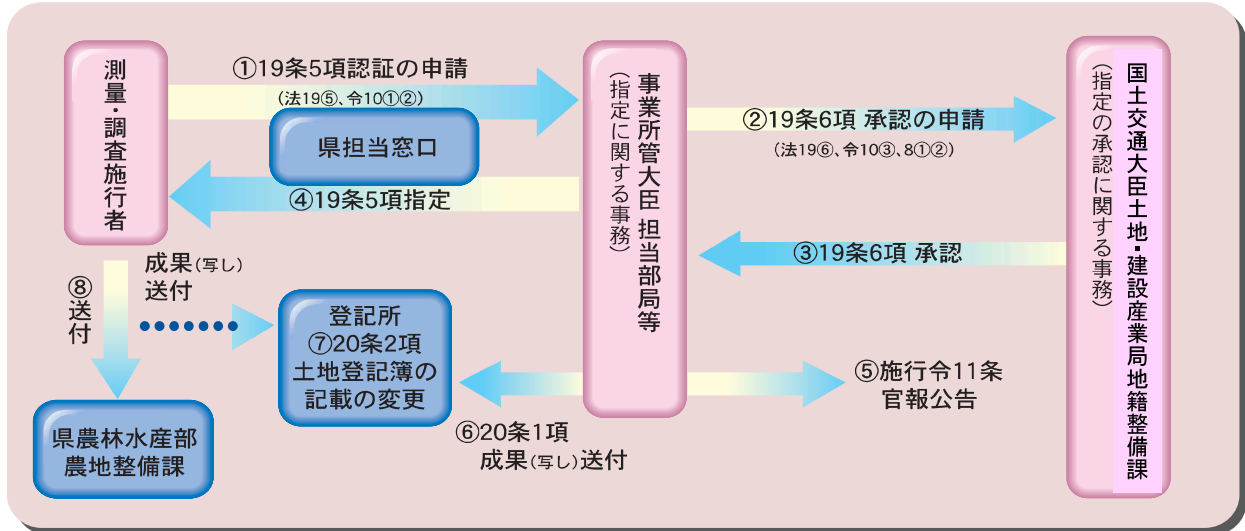 測量・調査施行者
①19条5項認証の申請
（法19⑤、令10①②）
県担当窓口
④19条5項指定
事業所管大臣 担当部局等
（指定に関する事務）
②19条6項 承認の申請
（法19⑥、令10③、8①②）
③19条6項 承認
国土交通大臣土地・建設産業局地籍整備課
（指定の承認に関する事務）
⑧送付
成果（写し）
送付
登記所
⑦20条2項
土地登記簿の
記載の変更
⑤施行令11条
官報公告
⑥20条1項
成果（写し）送付
県農林水産部
農地整備課